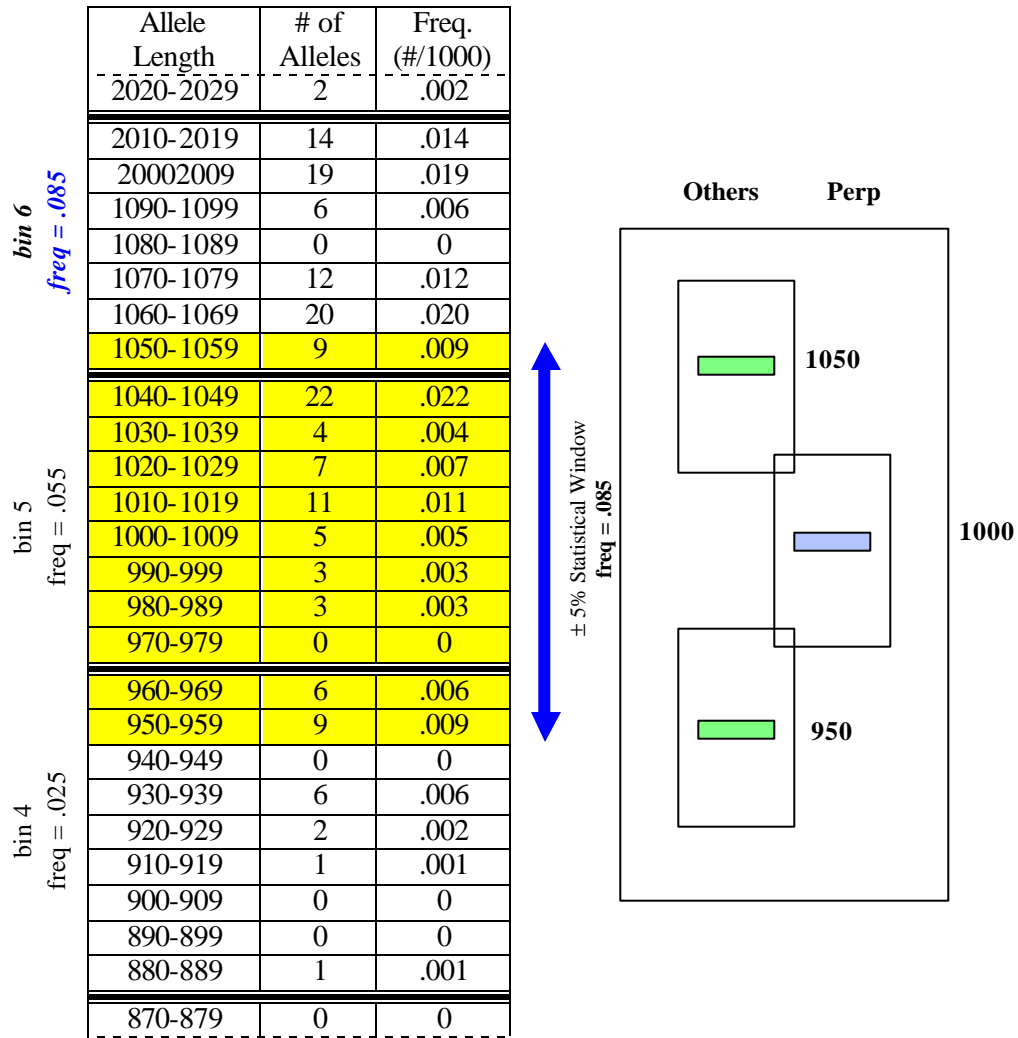 Allele Length # of Alleles Freq. (#/1000)
2020-2029 2 .002
2010-2019 14 .014
20002009 19 .019
1090-1099 6 .006
1080-1089 0 0
1070-1079 12 .012
1060-1069 20 .020
1050-1059 9 .009
1040-1049 22 .022
1030-1039 4 .004
1020-1029 7 .007
1010-1019 11 .011
1000-1009 5 .005
990-999 3 .003
980-989 3 .003
970-979 0 0
960-969 6 .006
950-959 9 .009
940-949 0 0
930-939 6 .006
920-929 2 .002
910-919 1 .001
900-909 0 0
890-899 0 0
880-889 1 .001
870-879 0 0
bin 6
freq = .085
bin 5
freq = .055
bin 4
freq = .025
± 5% Statistical Window
freq = .085
Others Perp
1050
1000
950